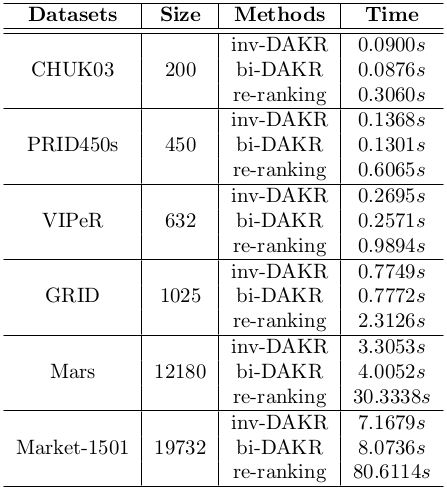 Datasets Size Methods Time
inv-DAKR 0.0900s
CHUK03 200 bi-DAKR 0.0876s
re-ranking 0.3060s
inv-DAKR 0.1368s
PRID450s 450 bi-DAKR 0.1301s
re-ranking 0.6065s
inv-DAKR 0.2695s
VIPeR 632 bi-DAKR 0.2571s
re-ranking 0.9894s
inv-DAKR 0.7749s
GRID 1025 bi-DAKR 0.7772s
re-ranking 2.3126s
inv-DAKR 3.3053s
Mars 12180 bi-DAKR 4.0052s
re-ranking 30.3338s
inv-DAKR 7.1679s
Market-1501 19732 bi-DAKR 8.0736s
re-ranking 80.6114s